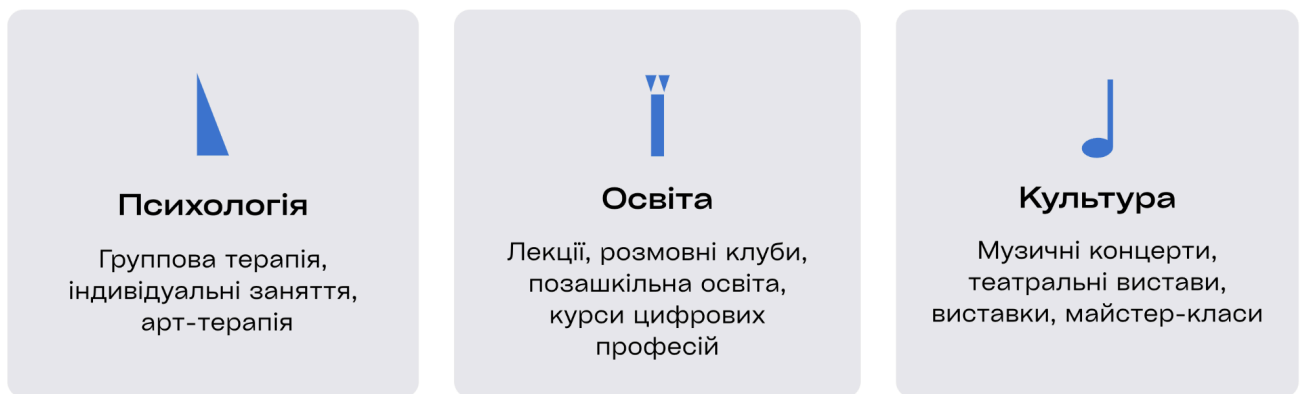 Психологія
Группова терапія,
індивідуальні заняття,
арт-терапія
Ï
Освіта
Лекції, розмовні клуби,
позашкільна освіта,
курси цифрових
професій
Культура
Музичні концерти,
театральні вистави,
виставки, майстер-класи